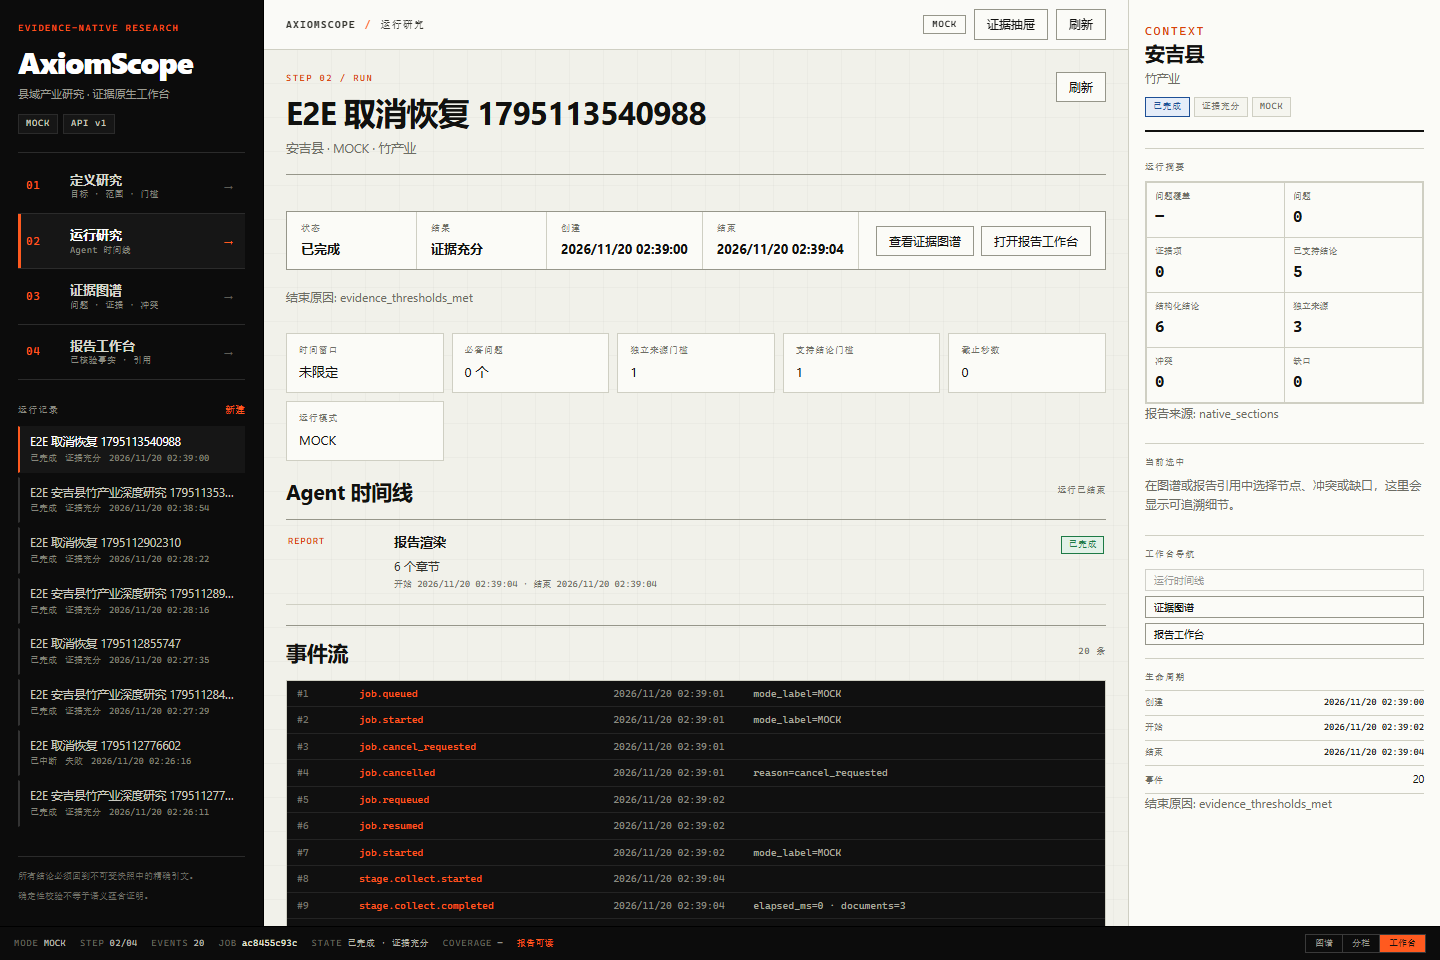 EVIDENCE-NATIVE RESEARCH
AxiomScope
县域产业研究 · 证据原生工作台
MOCK
API v1
01
定义研究
目标 · 范围 · 门槛
→
02
运行研究
Agent 时间线
→
03
证据图谱
问题 · 证据 · 冲突
→
04
报告工作台
已核验事实 · 引用
→
运行记录
新建
E2E 取消恢复 1795113540988
已完成 证据充分 2026/11/20 02:39:00
E2E 安吉县竹产业深度研究 179511353...
已完成 证据充分 2026/11/20 02:38:54
E2E 取消恢复 1795112902310
已完成 证据充分 2026/11/20 02:28:22
E2E 安吉县竹产业深度研究 179511289...
已完成 证据充分 2026/11/20 02:28:16
E2E 取消恢复 1795112855747
已完成 证据充分 2026/11/20 02:27:35
E2E 安吉县竹产业深度研究 179511284...
已完成 证据充分 2026/11/20 02:27:29
E2E 取消恢复 1795112776602
已中断 失败 2026/11/20 02:26:16
E2E 安吉县竹产业深度研究 179511277...
已完成 证据充分 2026/11/20 02:26:11
所有结论必须回到不可变快照中的精确引文。
确定性校验不等于语义蕴含证明。
AXIOMSCOPE / 运行研究
MOCK
证据抽屉
刷新
STEP 02 / RUN
E2E 取消恢复 1795113540988
安吉县 · MOCK · 竹产业
刷新
状态
已完成
结果
证据充分
创建
2026/11/20 02:39:00
结束
2026/11/20 02:39:04
查看证据图谱
打开报告工作台
结束原因: evidence_thresholds_met
时间窗口
未限定
必答问题
0 个
独立来源门槛
1
支持结论门槛
1
截止秒数
0
运行模式
MOCK
Agent 时间线
运行已结束
REPORT
报告渲染
6 个章节
开始 2026/11/20 02:39:04 · 结束 2026/11/20 02:39:04
已完成
事件流
20 条
#1 job.queued 2026/11/20 02:39:01 mode_label=MOCK
#2 job.started 2026/11/20 02:39:01 mode_label=MOCK
#3 job.cancel_requested 2026/11/20 02:39:01
#4 job.cancelled 2026/11/20 02:39:01 reason=cancel_requested
#5 job.requeued 2026/11/20 02:39:02
#6 job.resumed 2026/11/20 02:39:02
#7 job.started 2026/11/20 02:39:02 mode_label=MOCK
#8 stage.collect.started 2026/11/20 02:39:04
#9 stage.collect.completed 2026/11/20 02:39:04 elapsed_ms=0 · documents=3
CONTEXT
安吉县
竹产业
已完成
证据充分
MOCK
运行摘要
问题覆盖
—
问题
0
证据项
0
已支持结论
5
结构化结论
6
独立来源
3
冲突
0
缺口
0
报告来源: native_sections
当前选中
在图谱或报告引用中选择节点、冲突或缺口，这里会
显示可追溯细节。
工作台导航
运行时间线
证据图谱
报告工作台
生命周期
创建 2026/11/20 02:39:00
开始 2026/11/20 02:39:02
结束 2026/11/20 02:39:04
事件 20
结束原因: evidence_thresholds_met
MODE MOCK STEP 02/04 EVENTS 20 JOB ac8455c93c STATE 已完成 · 证据充分 COVERAGE — 报告可读
图谱
分栏
工作台